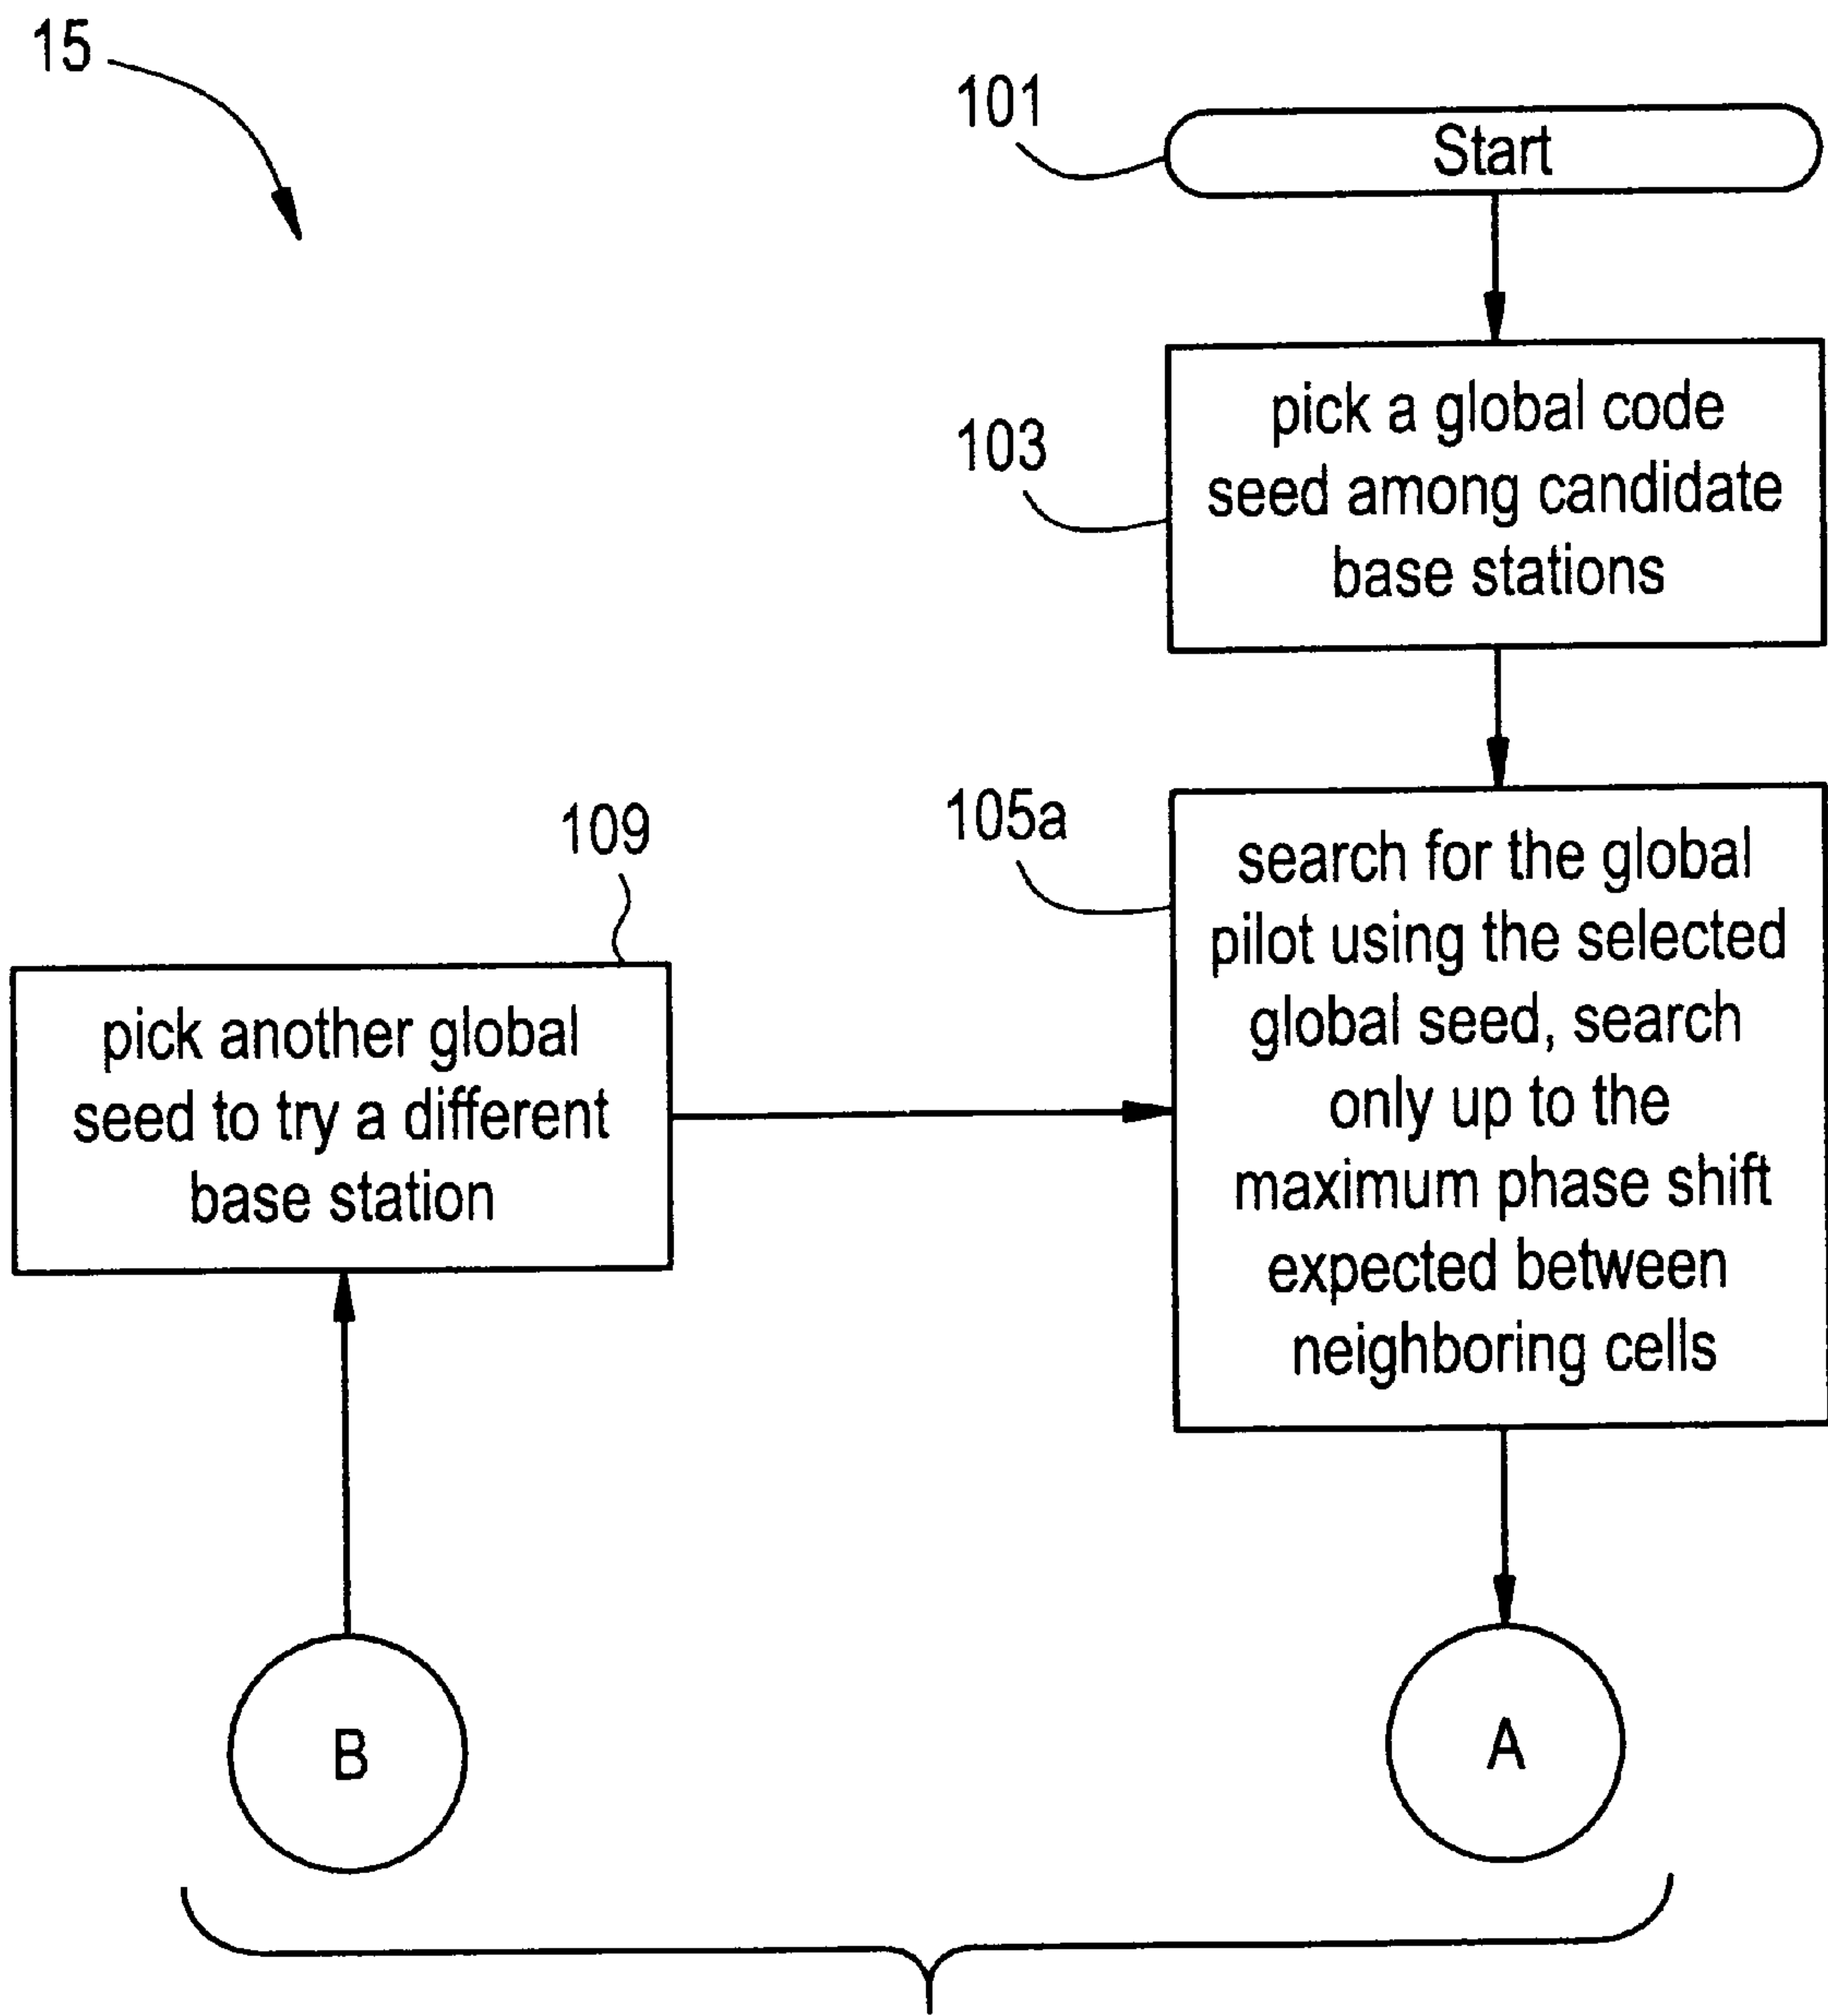 15
101
Start
103
pick a global code
seed among candidate
base stations
109
pick another global
seed to try a different
base station
105a
search for the global
pilot using the selected
global seed, search
only up to the
maximum phase shift
expected between
neighboring cells
B
A